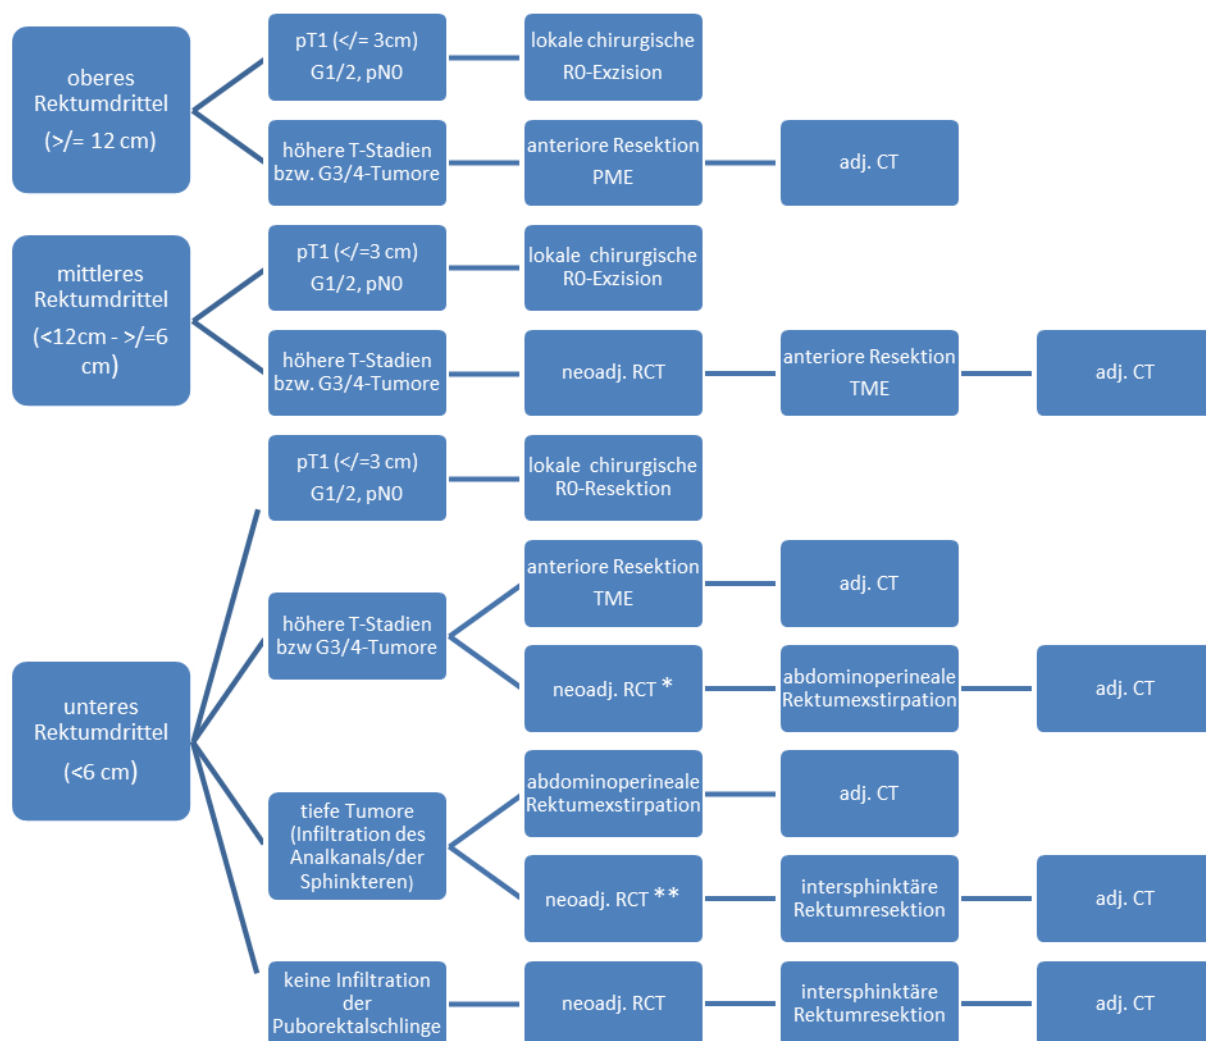 oberes
Rektumdrittel
(>/= 12 cm)
pT1 (</= 3cm)
G1/2, pN0
lokale chirurgische
R0-Exzision
höhere T-Stadien
bzw. G3/4-Tumore
anteriore Resektion
PME
adj. CT
mittleres
Rektumdrittel
(<12cm - >/=6
cm)
pT1 (</=3 cm)
G1/2, pN0
lokale chirurgische
R0-Exzision
höhere T-Stadien
bzw. G3/4-Tumore
neoadj. RCT
anteriore Resektion
TME
adj. CT
unteres
Rektumdrittel
(<6 cm)
pT1 (</=3 cm)
G1/2, pN0
lokale chirurgische
R0-Resektion
höhere T-Stadien
bzw G3/4-Tumore
anteriore Resektion
TME
adj. CT
neoadj. RCT *
abdominoperineale
Rektumexstirpation
adj. CT
tiefe Tumore
(Infiltration des
Analkanals/der
Sphinkteren)
abdominoperineale
Rektumexstirpation
adj. CT
neoadj. RCT **
intersphinktäre
Rektumresektion
adj. CT
keine Infiltration
der
Puborektalschlinge
neoadj. RCT
intersphinktäre
Rektumresektion
adj. CT